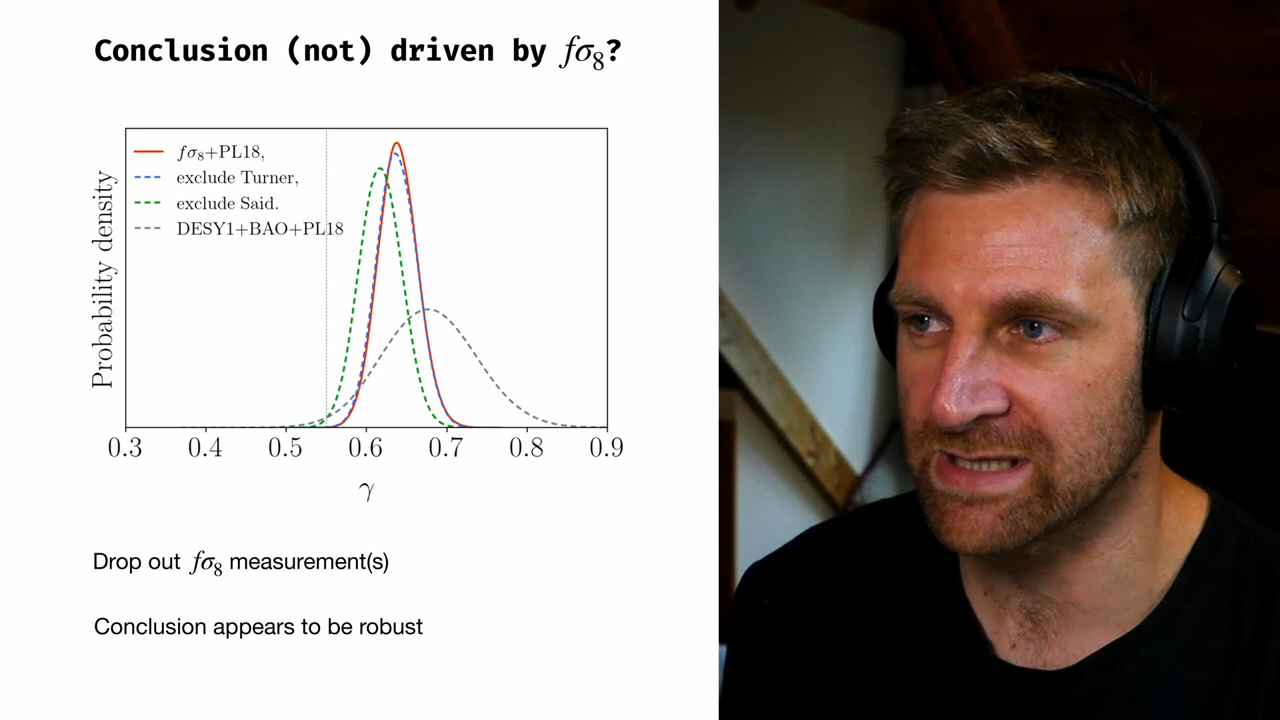 Conclusion (not) driven by fσ₈?
fσ₈+PL18,
exclude Turner,
exclude Said.
DESY1+BAO+PL18
Probability density
0.3 0.4 0.5 0.6 0.7 0.8 0.9
γ
Drop out fσ₈ measurement(s)
Conclusion appears to be robust